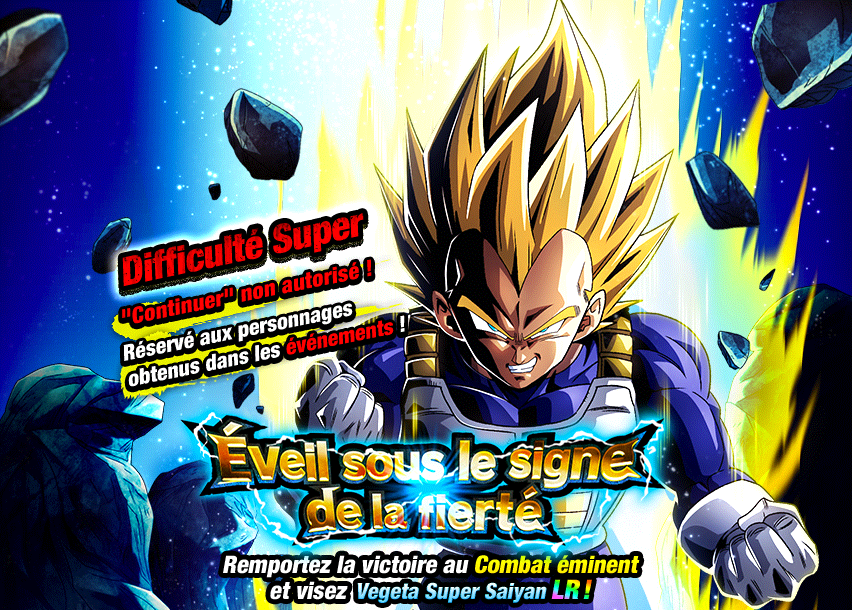 Difficulté Super
"Continuer" non autorisé !
Réservé aux personnages
obtenus dans les événements !
Éveil sous le signe
de la fierté
Remportez la victoire au Combat éminent
et visez Vegeta Super Saiyan LR !